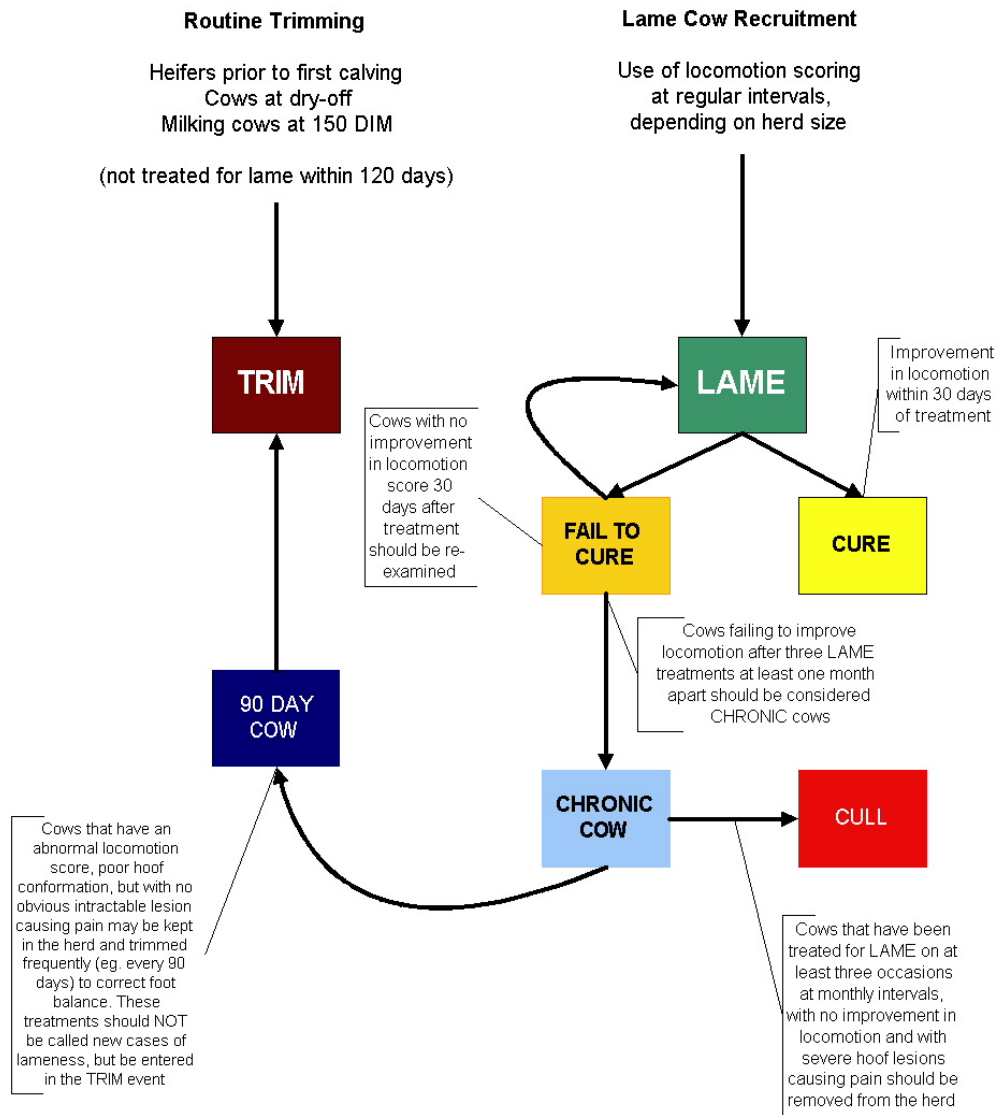 Routine Trimming
Heifers prior to first calving
Cows at dry-off
Milking cows at 150 DIM
(not treated for lame within 120 days)
Lame Cow Recruitment
Use of locomotion scoring
at regular intervals,
depending on herd size
TRIM
LAME
Improvement
in locomotion
within 30 days
of treatment
Cows with no
improvement
in locomotion
score 30
days after
treatment
should be re-
examined
FAIL TO
CURE
CURE
Cows failing to improve
locomotion after three LAME
treatments at least one month
apart should be considered
CHRONIC cows
90 DAY
COW
CHRONIC
COW
CULL
Cows that have an
abnormal locomotion
score, poor hoof
conformation, but with no
obvious intractable lesion
causing pain may be kept
in the herd and trimmed
frequently (eg. every 90
days) to correct foot
balance. These
treatments should NOT
be called new cases of
lameness, but be entered
in the TRIM event
Cows that have been
treated for LAME on at
least three occasions
at monthly intervals,
with no improvement in
locomotion and with
severe hoof lesions
causing pain should be
removed from the herd